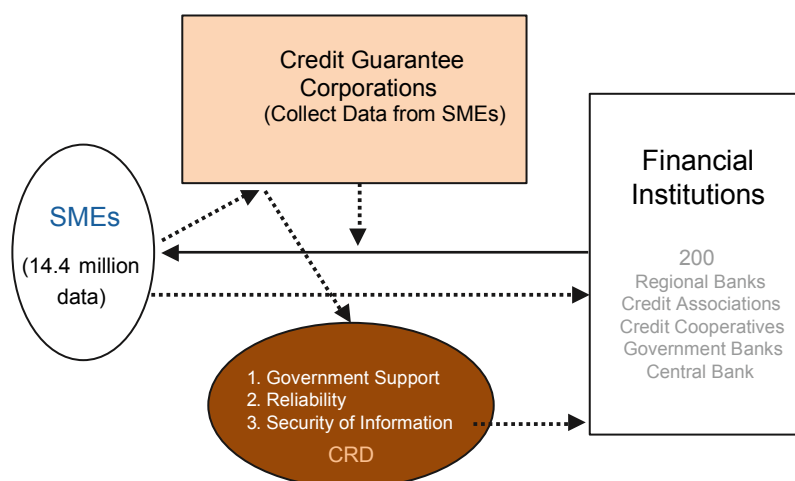 Credit Guarantee
Corporations
(Collect Data from SMEs)
SMEs
(14.4 million
data)
Financial
Institutions
200
Regional Banks
Credit Associations
Credit Cooperatives
Government Banks
Central Bank
1. Government Support
2. Reliability
3. Security of Information
CRD